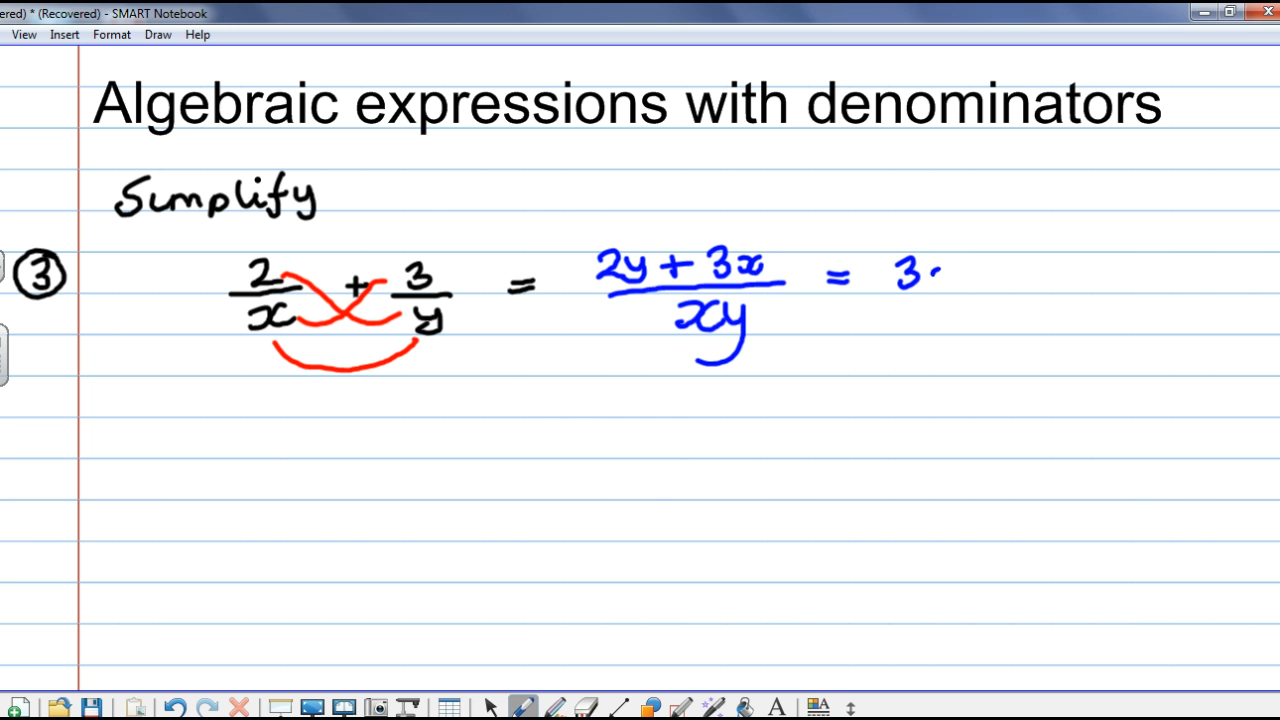 ered) * (Recovered) - SMART Notebook
View Insert Format Draw Help
Algebraic expressions with denominators
Simplify
③ 2/x + 3/y = (2y + 3x)/(xy) = 3